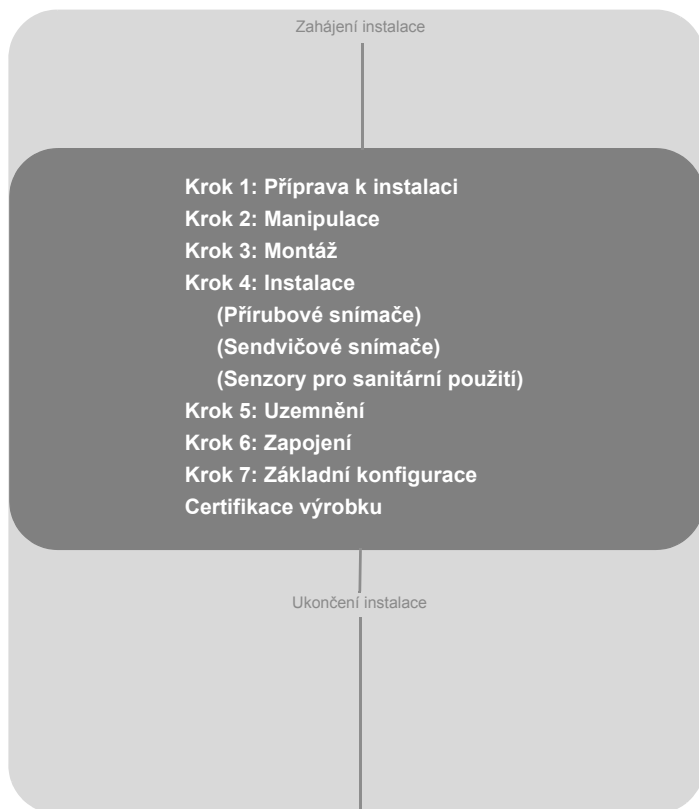 Zahájení instalace
Krok 1: Příprava k instalaci
Krok 2: Manipulace
Krok 3: Montáž
Krok 4: Instalace
(Přírubové snímače)
(Sendvičové snímače)
(Senzory pro sanitární použití)
Krok 5: Uzemnění
Krok 6: Zapojení
Krok 7: Základní konfigurace
Certifikace výrobku
Ukončení instalace